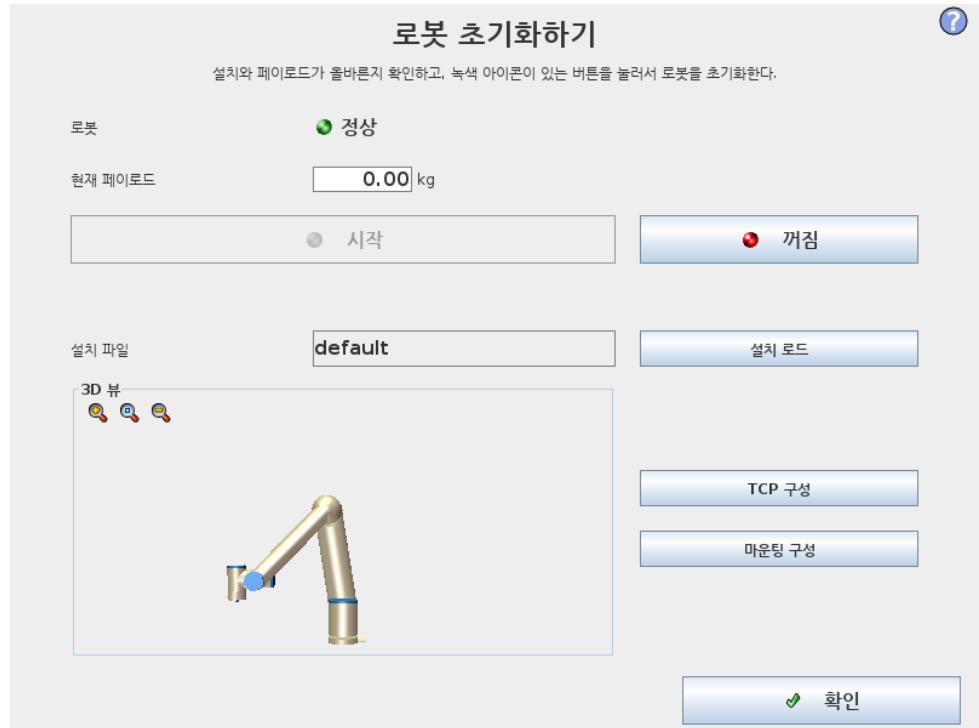 로봇 초기화하기
?
설치와 페이로드가 올바른지 확인하고, 녹색 아이콘이 있는 버튼을 눌러서 로봇을 초기화한다.
로봇
정상
현재 페이로드
0.00 kg
시작
꺼짐
설치 파일
default
설치 로드
3D 뷰
TCP 구성
마운팅 구성
확인